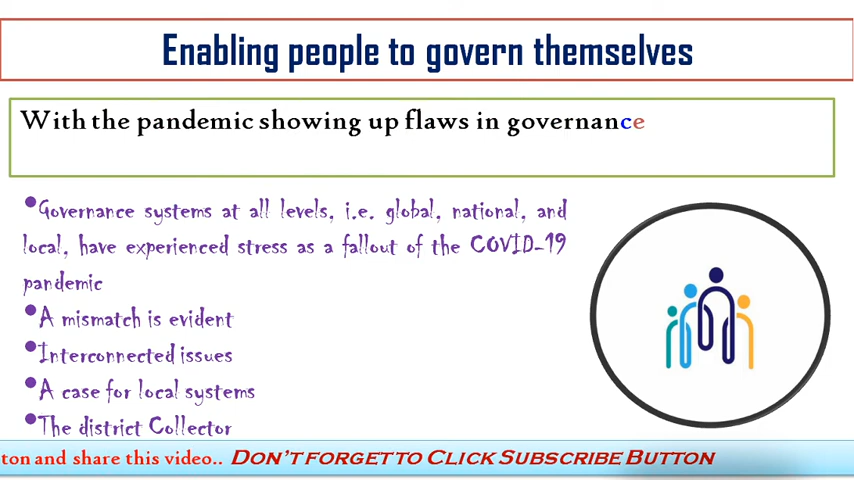 Enabling people to govern themselves
With the pandemic showing up flaws in governance
•Governance systems at all levels, i.e. global, national, and
local, have experienced stress as a fallout of the COVID-19
pandemic
•A mismatch is evident
•Interconnected issues
•A case for local systems
•The district Collector
and share this video.. DON'T FORGET TO CLICK SUBSCRIBE BUTTON